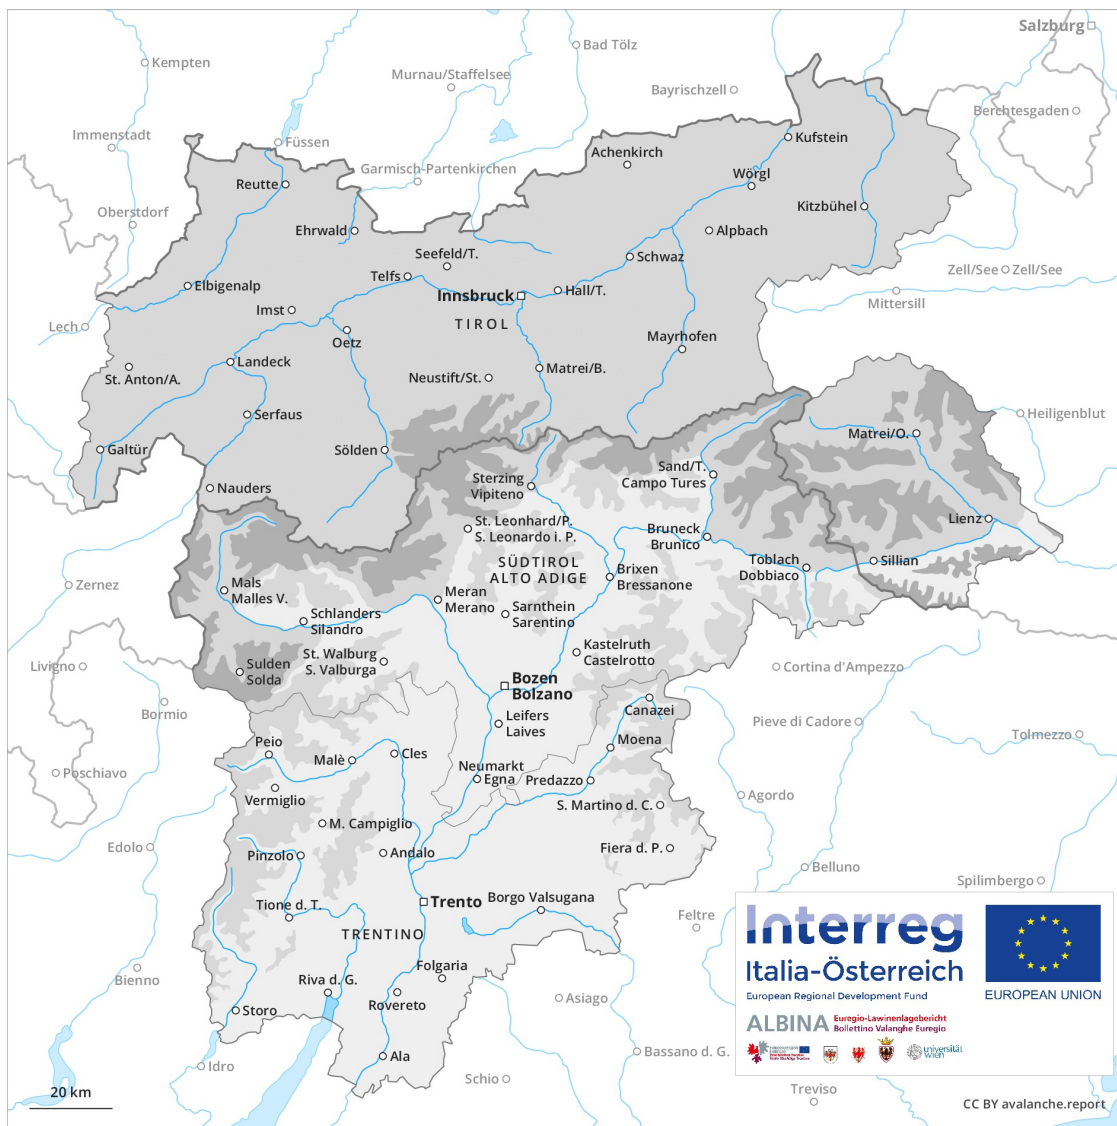 Salzburg
Bad Tölz
Kempten
Murnau/Staffelsee
Bayrischzell
Berchtesgaden
Immenstadt
Füssen
Kufstein
Achenkirch
Garmisch-Partenkirchen
Wörgl
Reutte
Oberstdorf
Kitzbühel
Ehrwald
Alpbach
Seefeld/T.
Schwaz
Telfs
Zell/See
Zell/See
Elbigenalp
Innsbruck
Hall/T.
Mittersill
Imst
TIROL
Lech
Oetz
Mayrhofen
Landeck
Matrei/B.
St. Anton/A.
Neustift/St.
Serfaus
Heiligenblut
Matrei/O.
Galtür
Sölden
Sand/T.
Campo Tures
Sterzing
Vipiteno
Nauders
Lienz
St. Leonhard/P.
S. Leonardo i. P.
Bruneck
Brunico
SÜDTIROL
ALTO ADIGE
Toblach
Dobbiaco
Sillian
Brixen
Bressanone
Zernez
Mals
Malles V.
Meran
Merano
Schlanders
Silandro
Sarnthein
Sarentino
Kastelruth
Castelrotto
St. Walburg
S. Valburga
Livigno
Sulden
Solda
Cortina d'Ampezzo
Bozen
Bolzano
Bormio
Canazei
Leifers
Laives
Pieve di Cadore
Tolmezzo
Peio
Moena
Cles
Malè
Poschiavo
Neumarkt
Egna
Predazzo
Vermiglio
Agordo
S. Martino d. C.
M. Campiglio
Edolo
Pinzolo
Andalo
Fiera d. P.
Belluno
Spilimbergo
Trento
Borgo Valsugana
Tione d. T.
Feltre
TRENTINO
Interreg
Italia-Österreich
European Regional Development Fund
EUROPEAN UNION
Folgaria
Bienno
Riva d. G.
Rovereto
Asiago
Storo
ALBINA
Euregio-Lawinenlagebericht
Bollettino Valanghe Euregio
universität
wien
Ala
Bassano d. G.
Idro
Schio
Treviso
20 km
CC BY avalanche.report